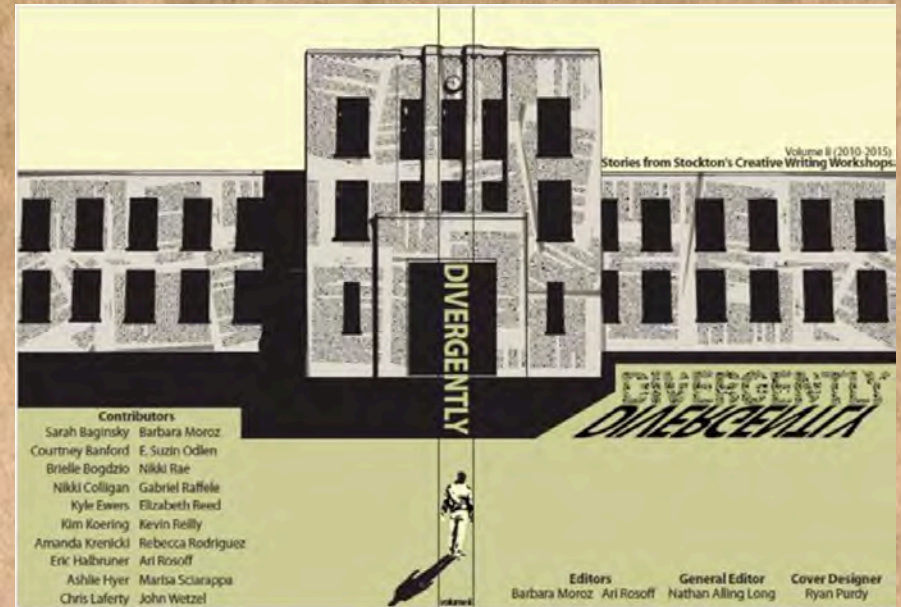 Volume II (2010-2015)
Stories from Stockton's Creative Writing Workshops
DIVERGENTLY
DIVERGENTLY
Contributors
Sarah Baginsky Barbara Moroz
Courtney Banford E. Suzin Odlen
Brielle Bogdzio Nikki Rae
Nikki Colligan Gabriel Raffele
Kyle Ewers Elizabeth Reed
Kim Koering Kevin Reilly
Amanda Krenicki Rebecca Rodriguez
Eric Halbruner Ari Rosoff
Ashlie Hyer Marisa Sciarappa
Chris Laferty John Wetzel
volume II
Editors General Editor Cover Designer
Barbara Moroz Ari Rosoff Nathan Alling Long Ryan Purdy